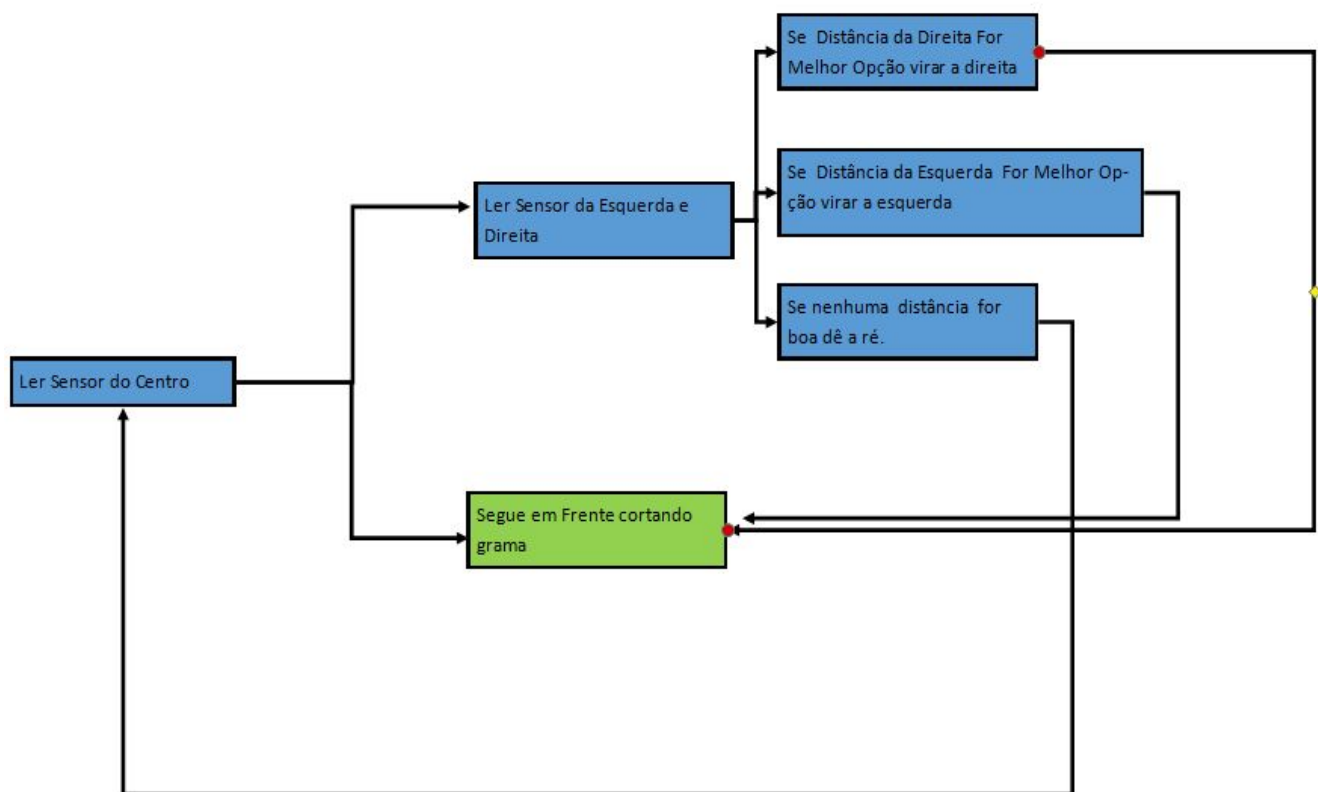 Se Distância da Direita For
Melhor Opção virar a direita
Se Distância da Esquerda For Melhor Op-
ção virar a esquerda
Ler Sensor da Esquerda e
Direita
Se nenhuma distância for
boa dê a ré.
Ler Sensor do Centro
Segue em Frente cortando
grama